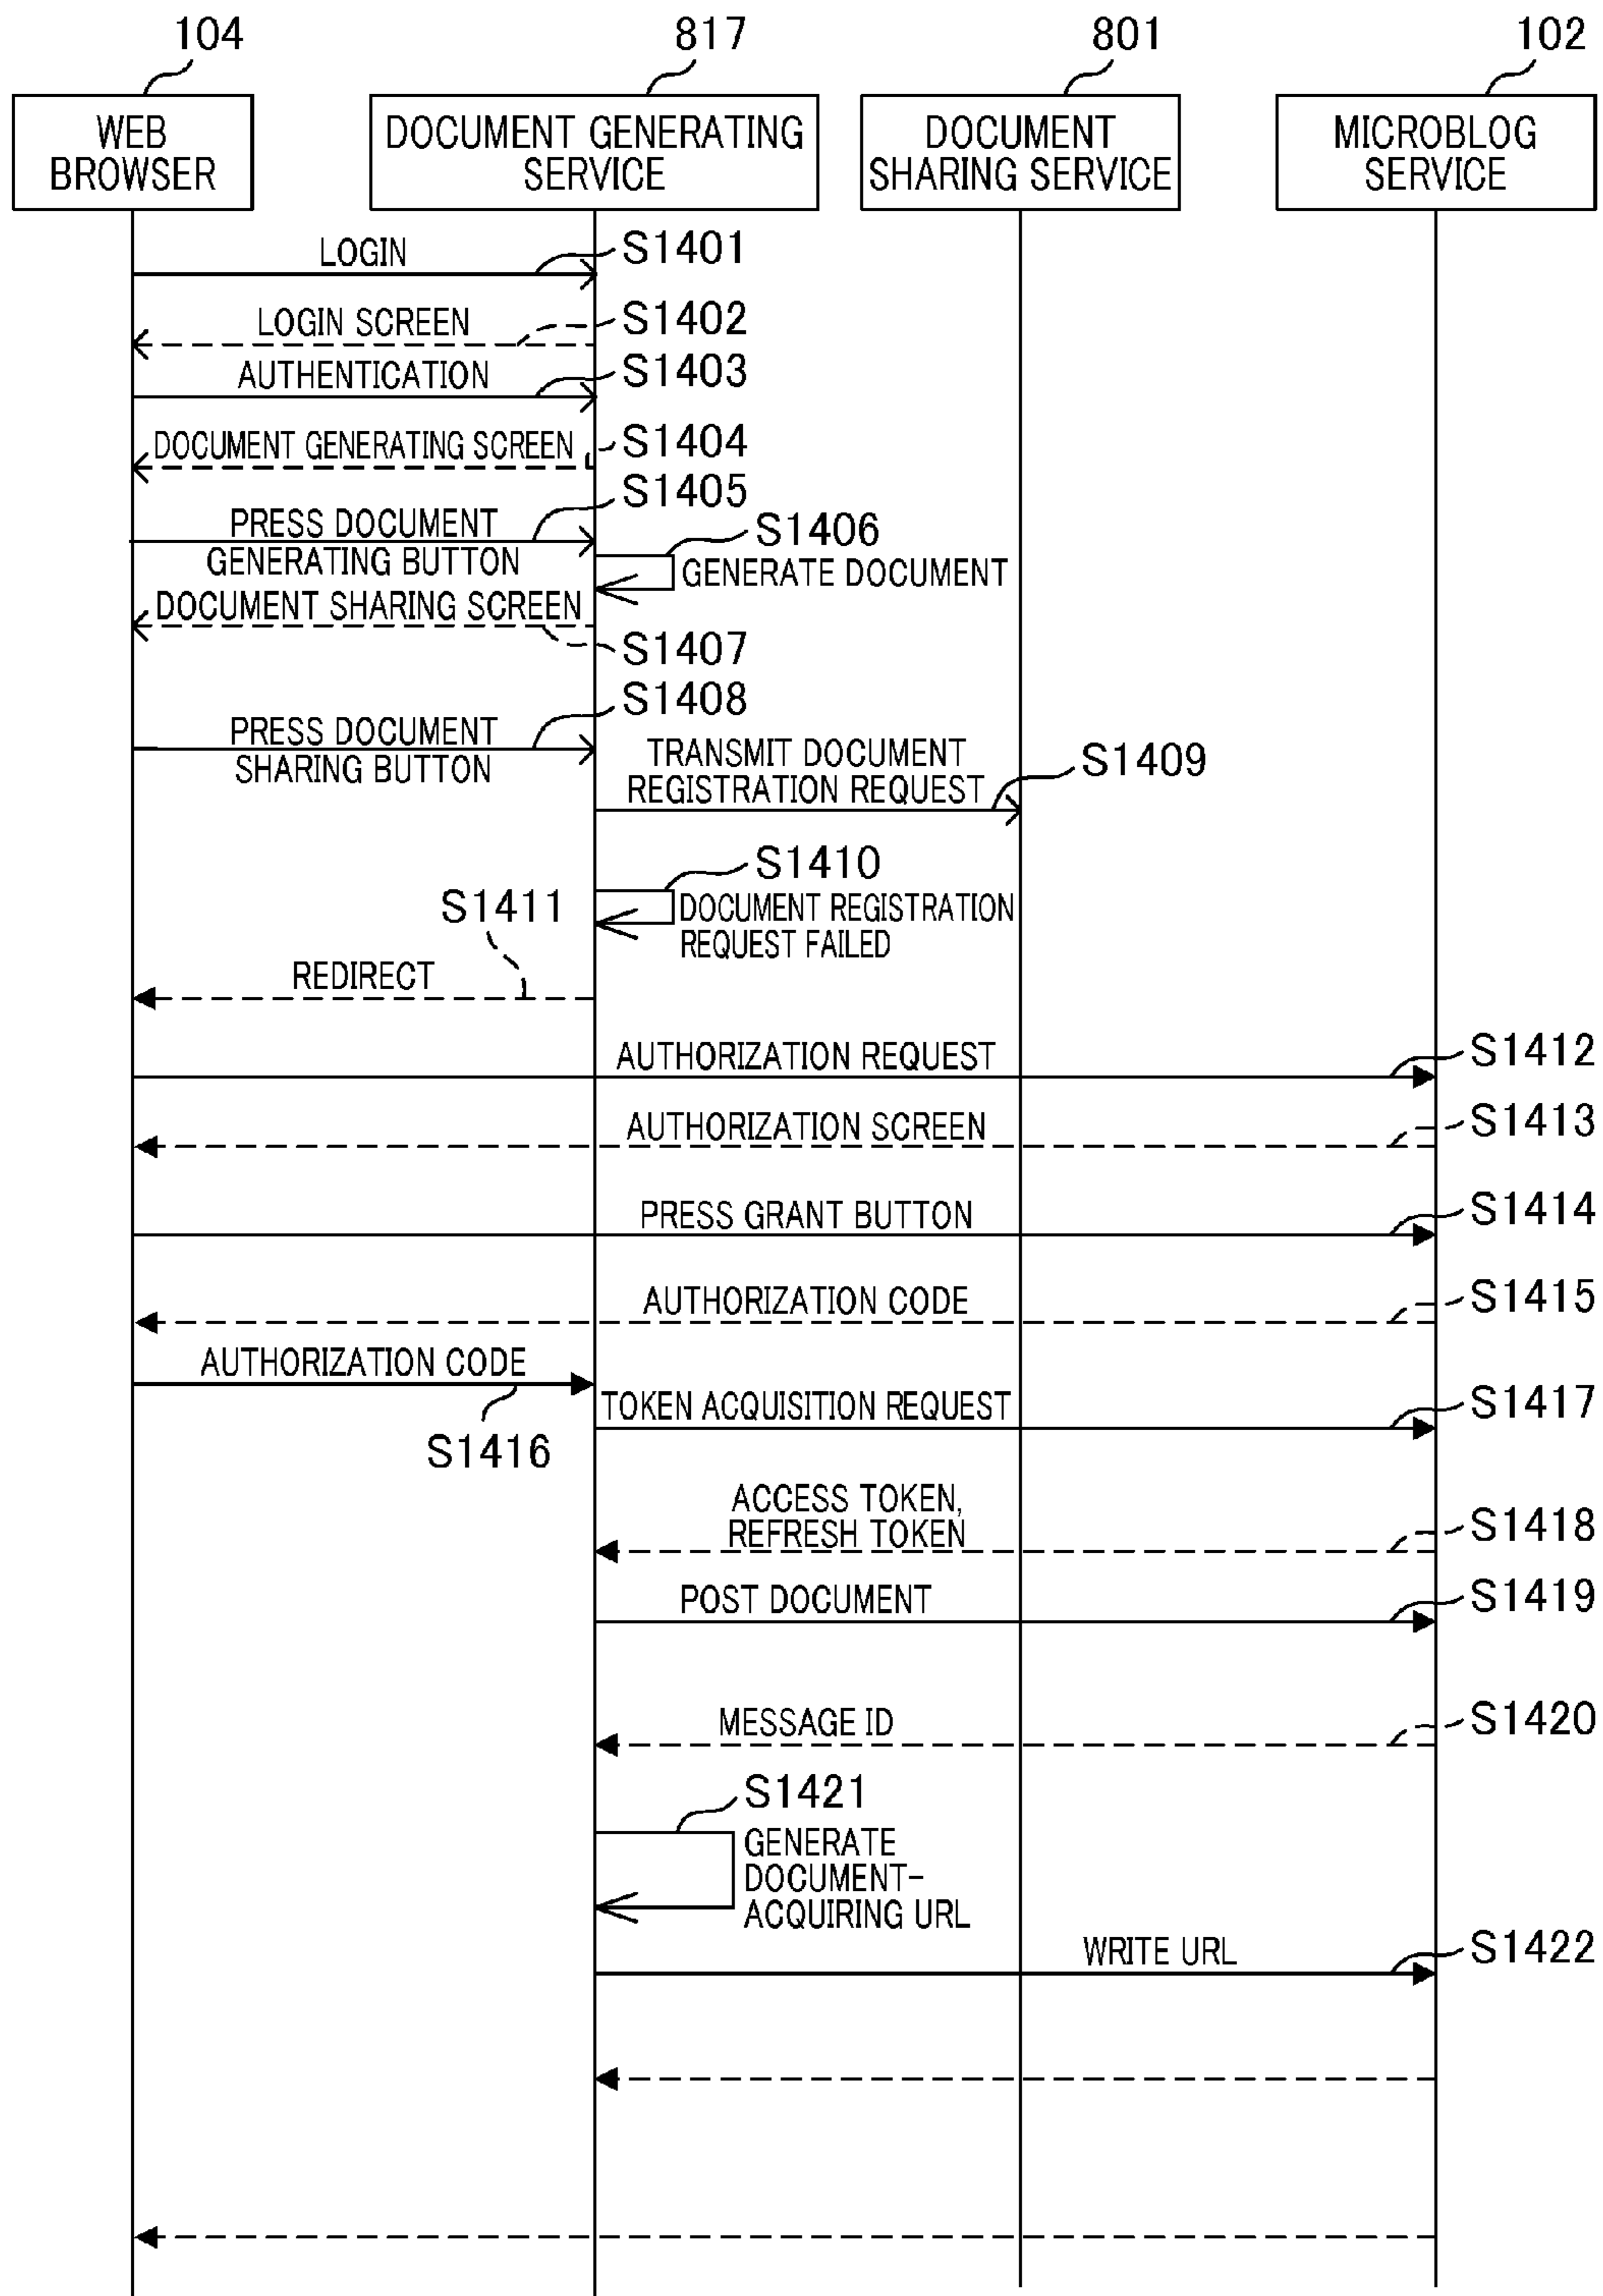 104
817
801
102
WEB
BROWSER
DOCUMENT GENERATING
SERVICE
DOCUMENT
SHARING SERVICE
MICROBLOG
SERVICE
LOGIN
S1401
LOGIN SCREEN
S1402
AUTHENTICATION
S1403
DOCUMENT GENERATING SCREEN
S1404
PRESS DOCUMENT
GENERATING BUTTON
S1405
S1406
GENERATE DOCUMENT
DOCUMENT SHARING SCREEN
S1407
PRESS DOCUMENT
SHARING BUTTON
S1408
TRANSMIT DOCUMENT
REGISTRATION REQUEST
S1409
S1410
DOCUMENT REGISTRATION
REQUEST FAILED
S1411
REDIRECT
AUTHORIZATION REQUEST
S1412
AUTHORIZATION SCREEN
S1413
PRESS GRANT BUTTON
S1414
AUTHORIZATION CODE
S1415
AUTHORIZATION CODE
S1416
TOKEN ACQUISITION REQUEST
S1417
ACCESS TOKEN,
REFRESH TOKEN
S1418
POST DOCUMENT
S1419
MESSAGE ID
S1420
S1421
GENERATE
DOCUMENT-
ACQUIRING URL
WRITE URL
S1422